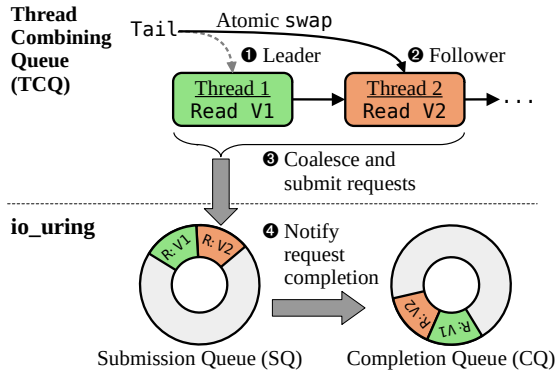 Thread
Combining
Queue
(TCQ)
Tail
Atomic swap
❶ Leader
❷ Follower
Thread 1
Read V1
Thread 2
Read V2
...
❸ Coalesce and
submit requests
io_uring
R: V1
R: V2
❹ Notify
request
completion
R: V2
R: V1
Submission Queue (SQ)
Completion Queue (CQ)